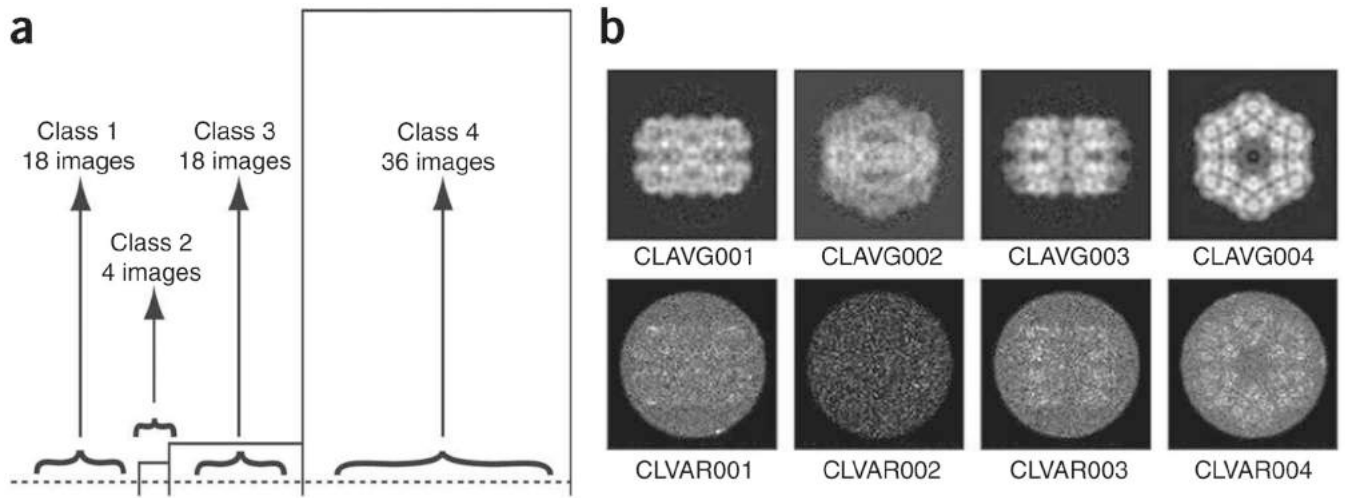 a
Class 1
18 images
Class 2
4 images
Class 3
18 images
Class 4
36 images
b
CLAVG001
CLAVG002
CLAVG003
CLAVG004
CLVAR001
CLVAR002
CLVAR003
CLVAR004